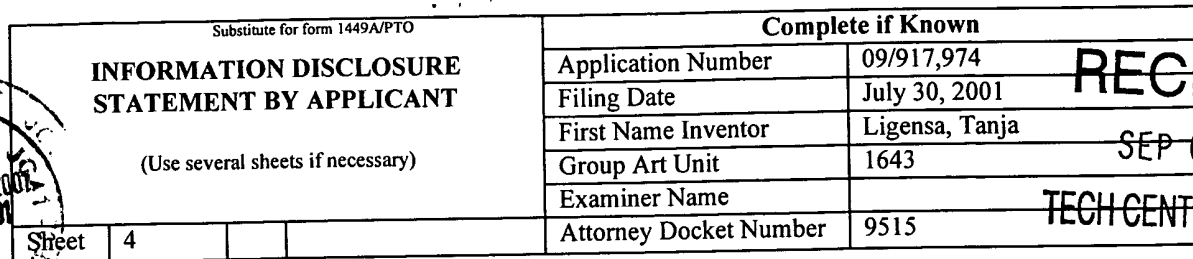 Substitute for form 1449A/PTO
INFORMATION DISCLOSURE
STATEMENT BY APPLICANT
(Use several sheets if necessary)
Sheet 4
Complete if Known
Application Number 09/917,974
Filing Date July 30, 2001
First Name Inventor Ligensa, Tanja
Group Art Unit 1643
Examiner Name
Attorney Docket Number 9515
SEP
TECH